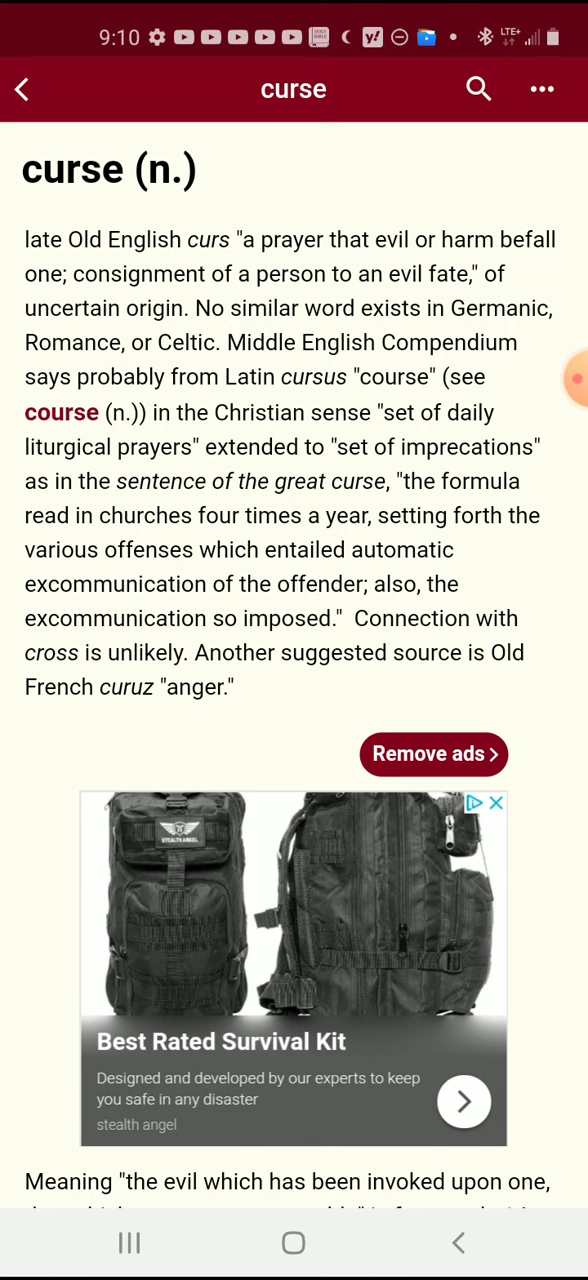 9:10
y!
LTE+
curse
curse (n.)
late Old English curs "a prayer that evil or harm befall
one; consignment of a person to an evil fate," of
uncertain origin. No similar word exists in Germanic,
Romance, or Celtic. Middle English Compendium
says probably from Latin cursus "course" (see
course (n.)) in the Christian sense "set of daily
liturgical prayers" extended to "set of imprecations"
as in the sentence of the great curse, "the formula
read in churches four times a year, setting forth the
various offenses which entailed automatic
excommunication of the offender; also, the
excommunication so imposed."  Connection with
cross is unlikely. Another suggested source is Old
French curuz "anger."
Remove ads
STEALTH ANGEL
Best Rated Survival Kit
Designed and developed by our experts to keep
you safe in any disaster
stealth angel
Meaning "the evil which has been invoked upon one,